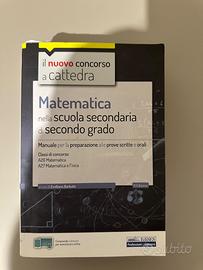 il nuovo concorso
a cattedra
Matematica
nella scuola secondaria
di secondo grado
Manuale per la preparazione alle prove scritte e orali
Classi di concorso
A26 Matematica
A27 Matematica e Fisica
EdiSES
subito